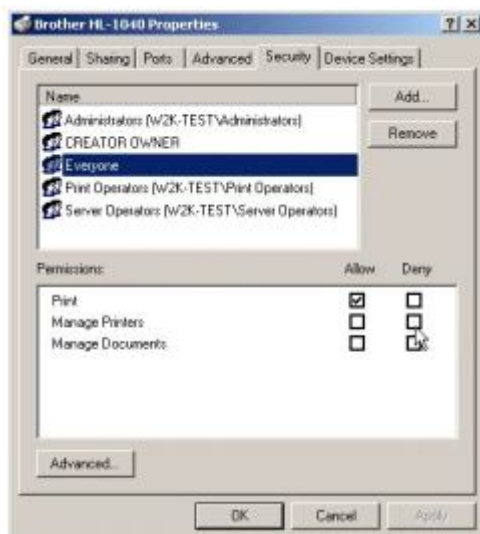 Brother HL-1040 Properties
General Sharing Ports Advanced Security Device Settings
Name
Add...
Administrators (W2K-TEST\Administrators)
CREATOR OWNER
Remove
Everyone
Print Operators (W2K-TEST\Print Operators)
Server Operators (W2K-TEST\Server Operators)
Permissions: Allow Deny
Print
Manage Printers
Manage Documents
Advanced...
OK Cancel Apply